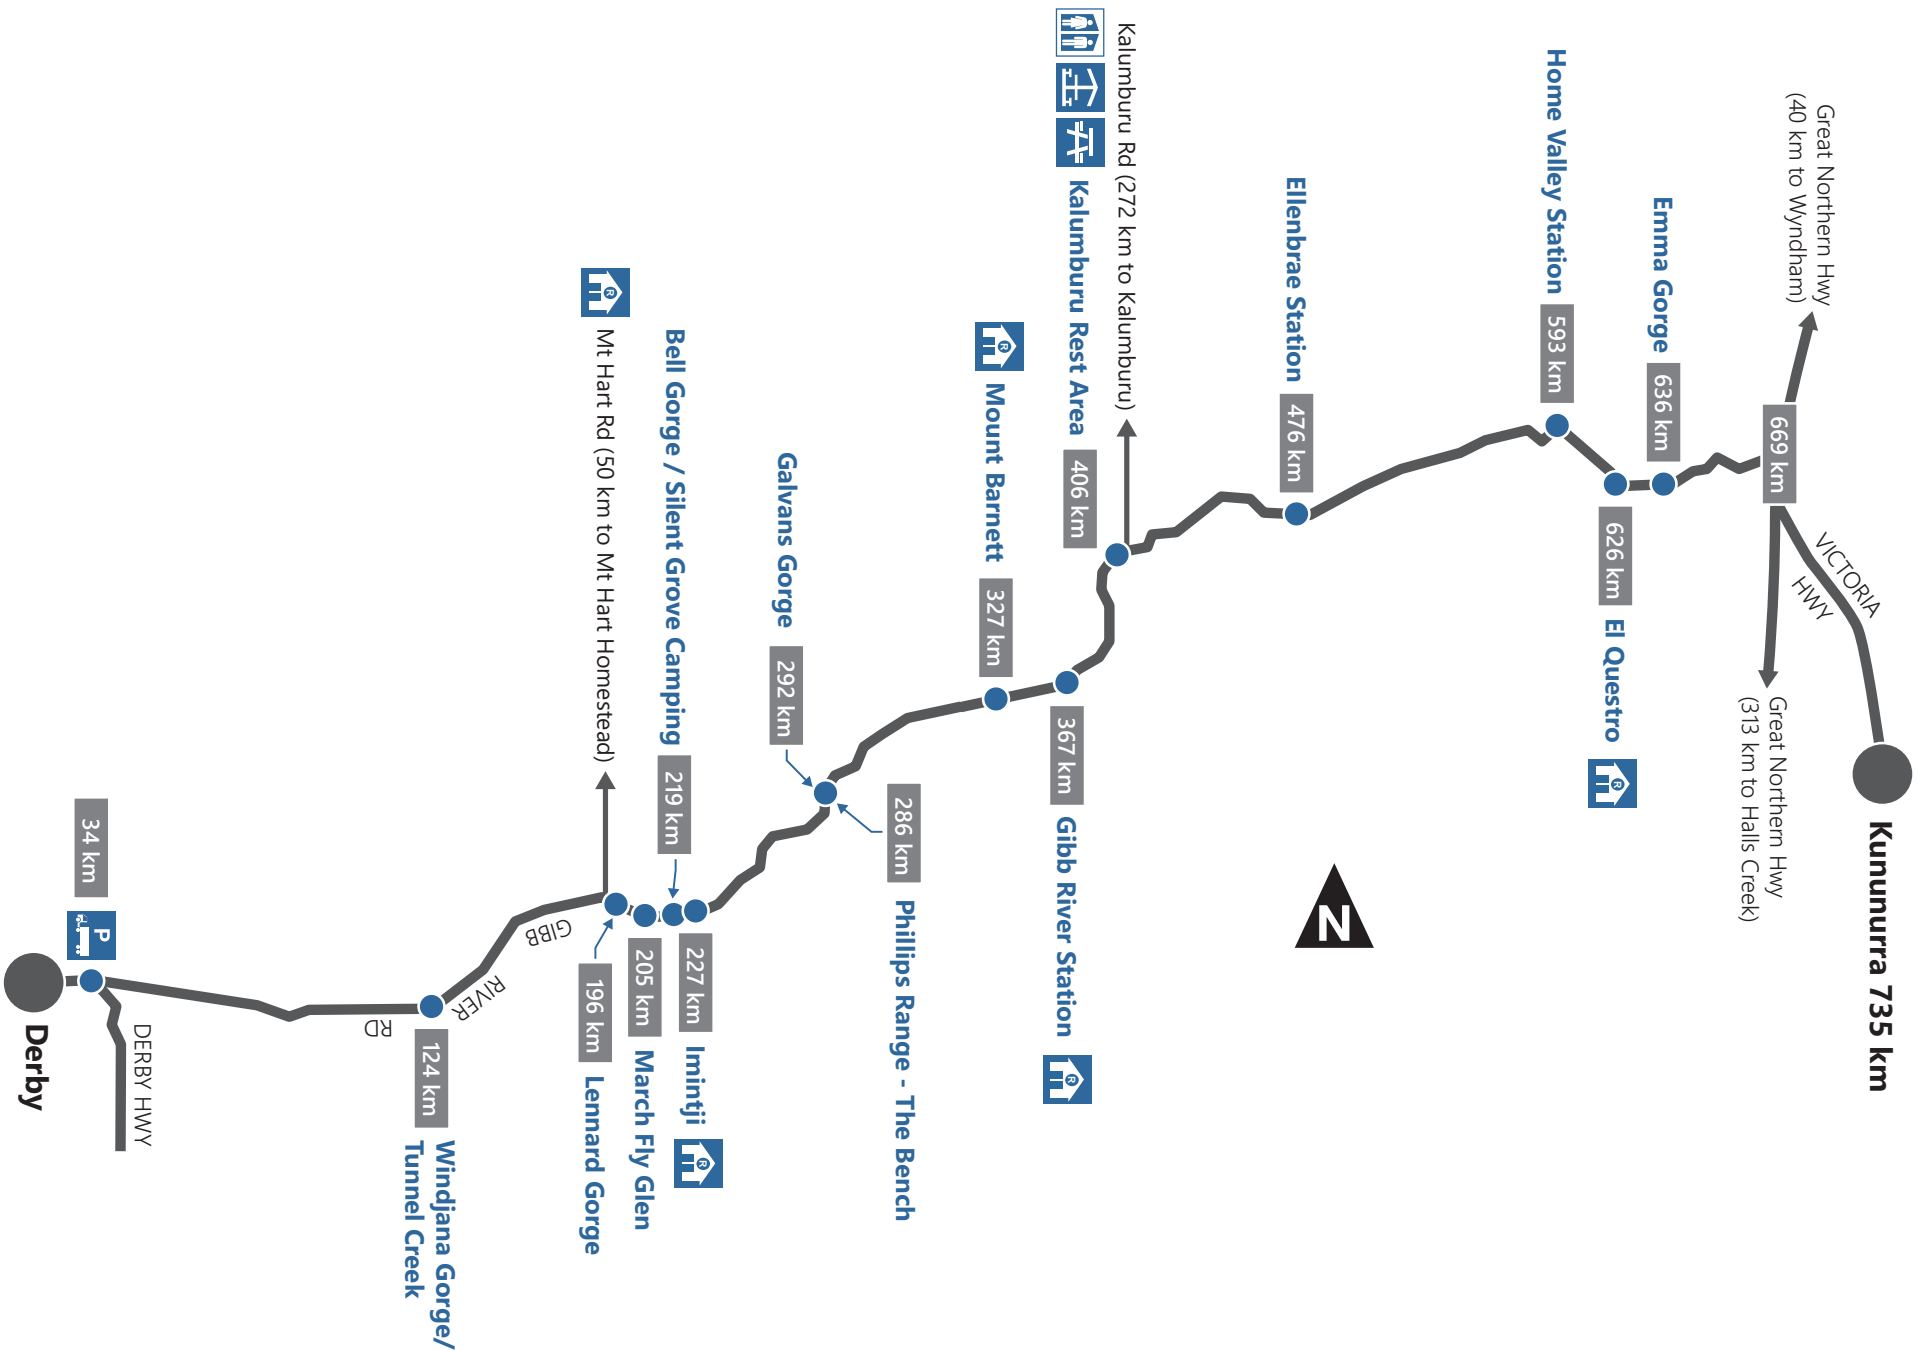 Kununurra 735 km
VICTORIA
HWY
Great Northern Hwy
(40 km to Wyndham)
669 km
Great Northern Hwy
(313 km to Halls Creek)
Emma Gorge
636 km
626 km
El Questro
R
Home Valley Station
593 km
N
Ellenbrae Station
476 km
Kalumburu Rd (272 km to Kalumburu)
Kalumburu Rest Area
406 km
367 km
Gibb River Station
R
Mount Barnett
327 km
R
286 km
Phillips Range - The Bench
Galvans Gorge
292 km
227 km
Imintji
R
Bell Gorge / Silent Grove Camping
219 km
205 km
March Fly Glen
Mt Hart Rd (50 km to Mt Hart Homestead)
R
196 km
Lennard Gorge
GIBB
RIVER
RD
124 km
Windjana Gorge/
Tunnel Creek
DERBY HWY
34 km
P
Derby